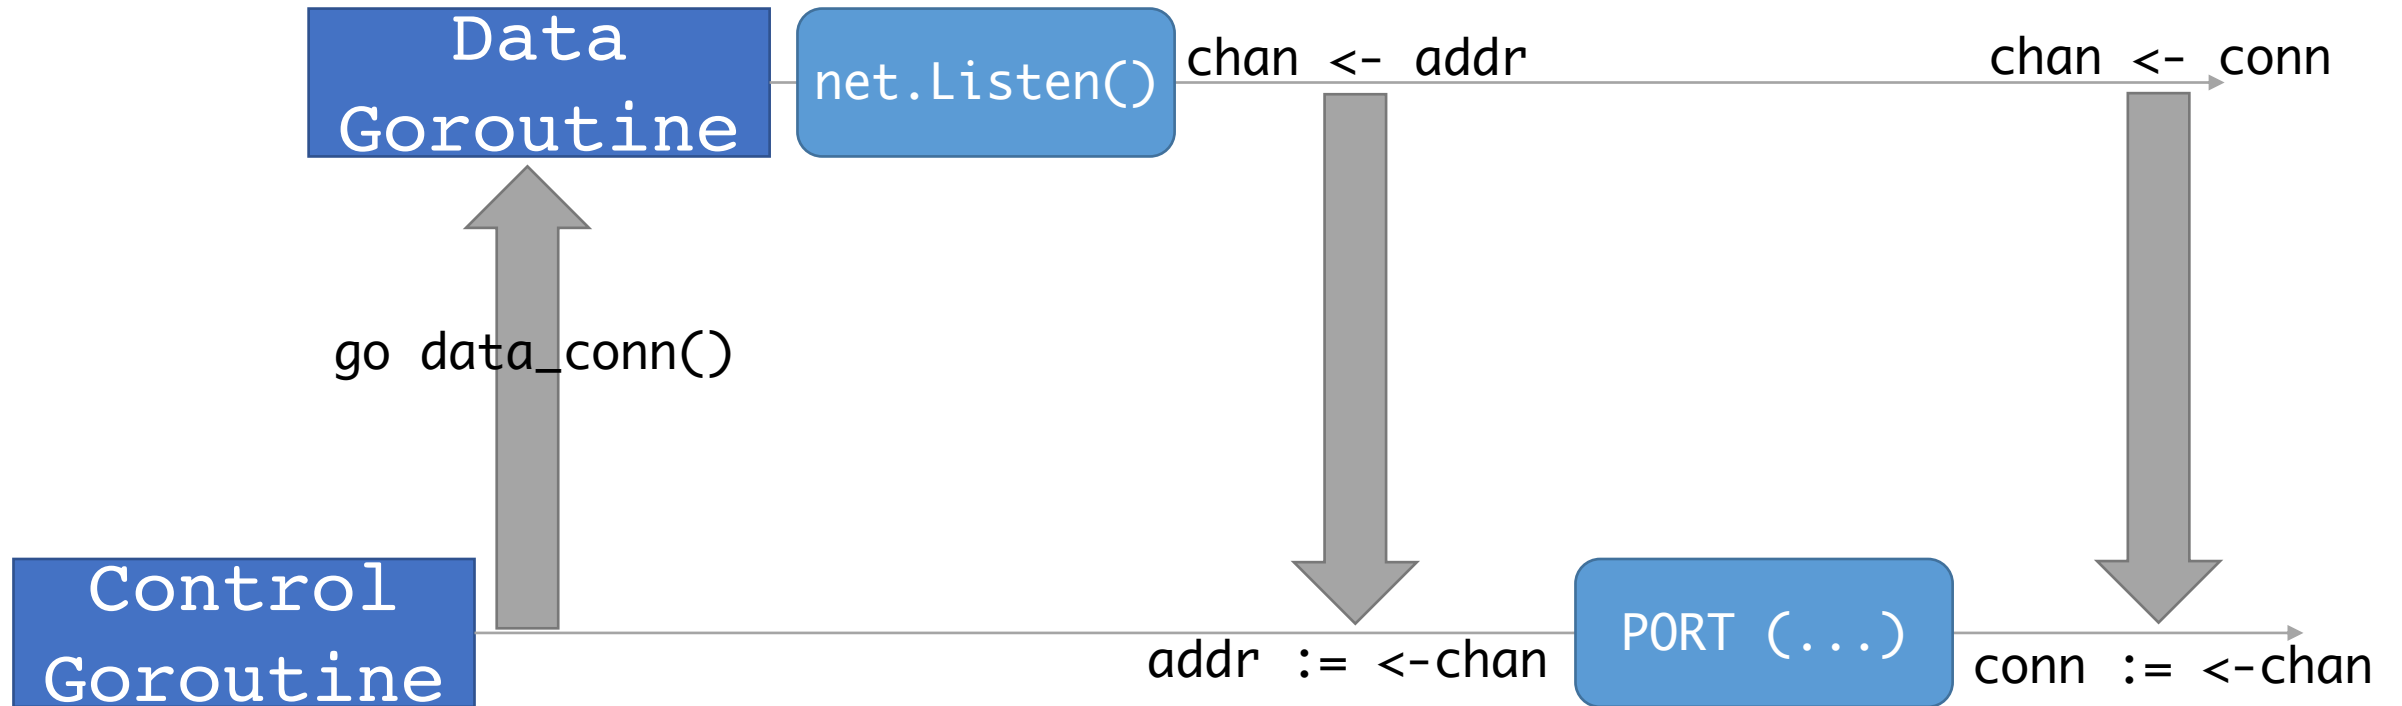 Data
Goroutine
net.Listen()
chan <- addr
chan <- conn
go data_conn()
Control
Goroutine
addr := <-chan
PORT (...)
conn := <-chan